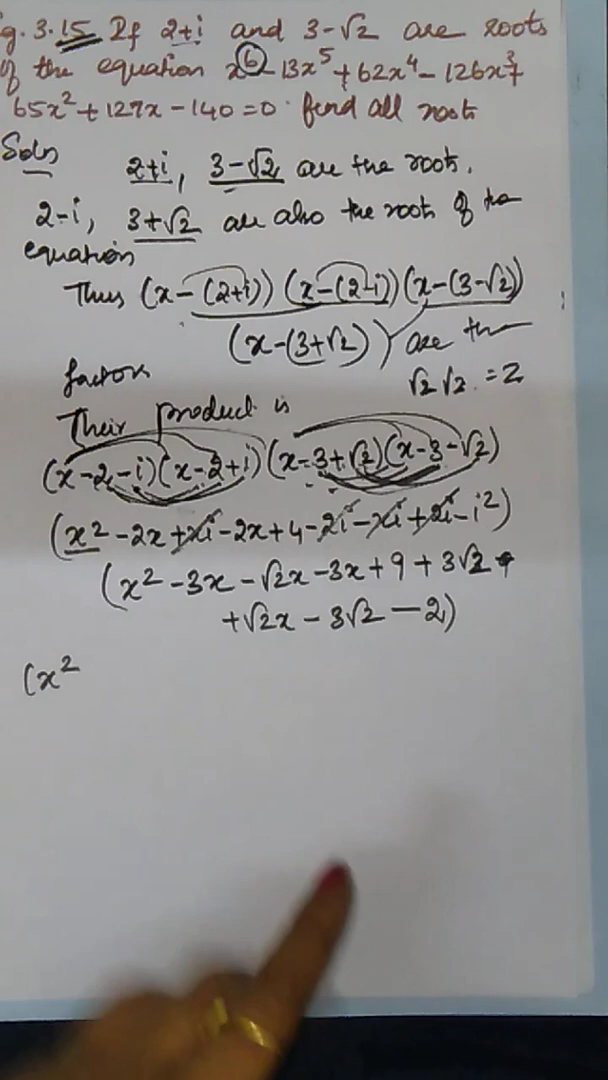 g. 3.15 If 2+i and 3-√2 are roots
of the equation x⁶-13x⁵+62x⁴-126x³+
65x²+127x-140=0. find all roots
Soln
2+i, 3-√2 are the roots.
2-i, 3+√2 are also the roots of the
equation
Thus (x-(2+i)) (x-(2-i)) (x-(3-√2))
(x-(3+√2)) are the
factors
√2 √2 = 2
Their product is
(x-2-i)(x-2+i)(x-3+√2)(x-3-√2)
(x²-2x+xi-2x+4-2i-xi+2i-i²)
(x²-3x-√2x-3x+9+3√2
+√2x-3√2-2)
(x²